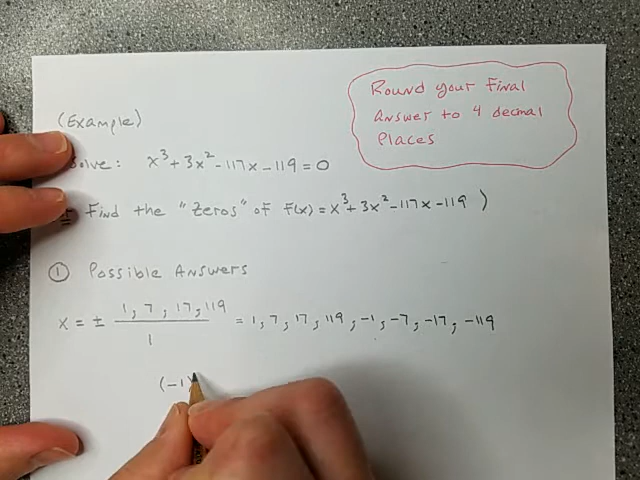 Round your Final
Answer to 4 decimal
Places
(Example)
Solve: x³+3x²-117x-119=0
Find the "Zeros" of f(x)=x³+3x²-117x-119 )
① Possible Answers
x = ± 1, 7, 17, 119 / 1 = 1, 7, 17, 119, -1, -7, -17, -119
(-1)